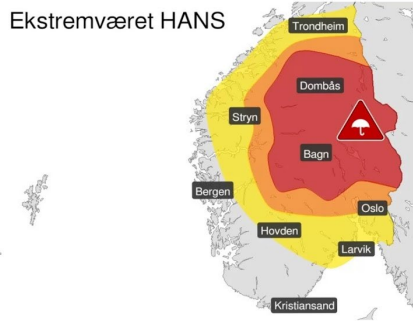 Ekstremværet HANS
Trondheim
Dombås
Stryn
Bagn
Bergen
Oslo
Hovden
Larvik
Kristiansand